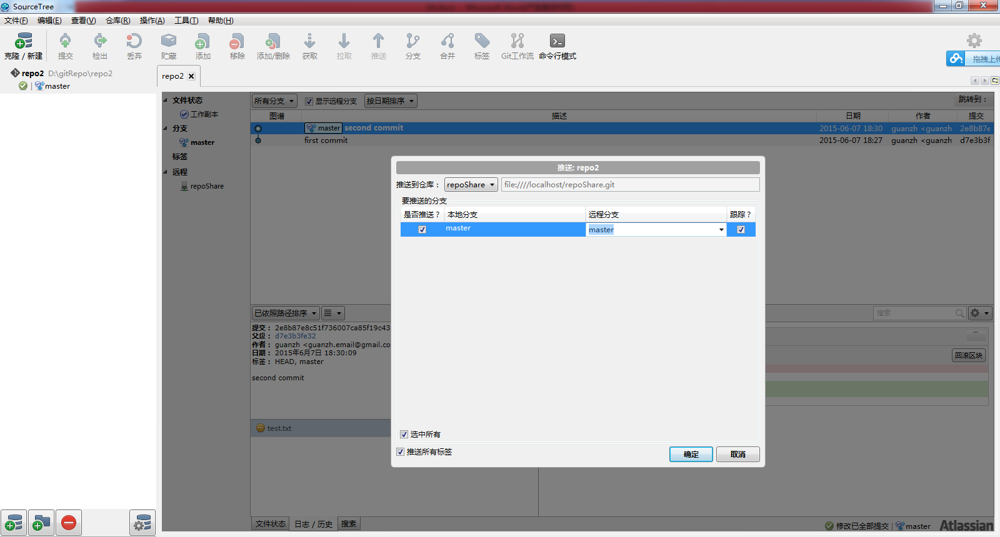 SourceTree
文件(F) 编辑(E) 查看(V) 仓库(R) 操作(A) 工具(T) 帮助(H)
克隆 / 新建 提交 检出 丢弃 贮藏 添加 移除 添加/删除 获取 拉取 推送 分支 合并 标签 Git工作流 命令行模式
拖拽上传
repo2 D:\gitRepo\repo2
master
repo2
文件状态
工作副本
分支
master
标签
远程
repoShare
所有分支 显示远程分支 按日期排序 跳转到：
图谱 描述 日期 作者 提交
master second commit 2015-06-07 18:30 guanzh <guanzh 2e8b87e
first commit 2015-06-07 18:27 guanzh <guanzh d7e3b3f
推送: repo2
推送到仓库： repoShare file:////localhost/repoShare.git
要推送的分支
是否推送？ 本地分支 远程分支 跟踪？
master master
选中所有
推送所有标签
确定 取消
已依照路径排序 搜索
提交： 2e8b87e8c51f736007ca85f19c43
父级： d7e3b3fe32
作者： guanzh <guanzh.email@gmail.co
日期： 2015年6月7日 18:30:09
标签： HEAD, master
second commit
...
回滚区块
test.txt
文件状态 日志 / 历史 搜索
修改已全部提交 master Atlassian